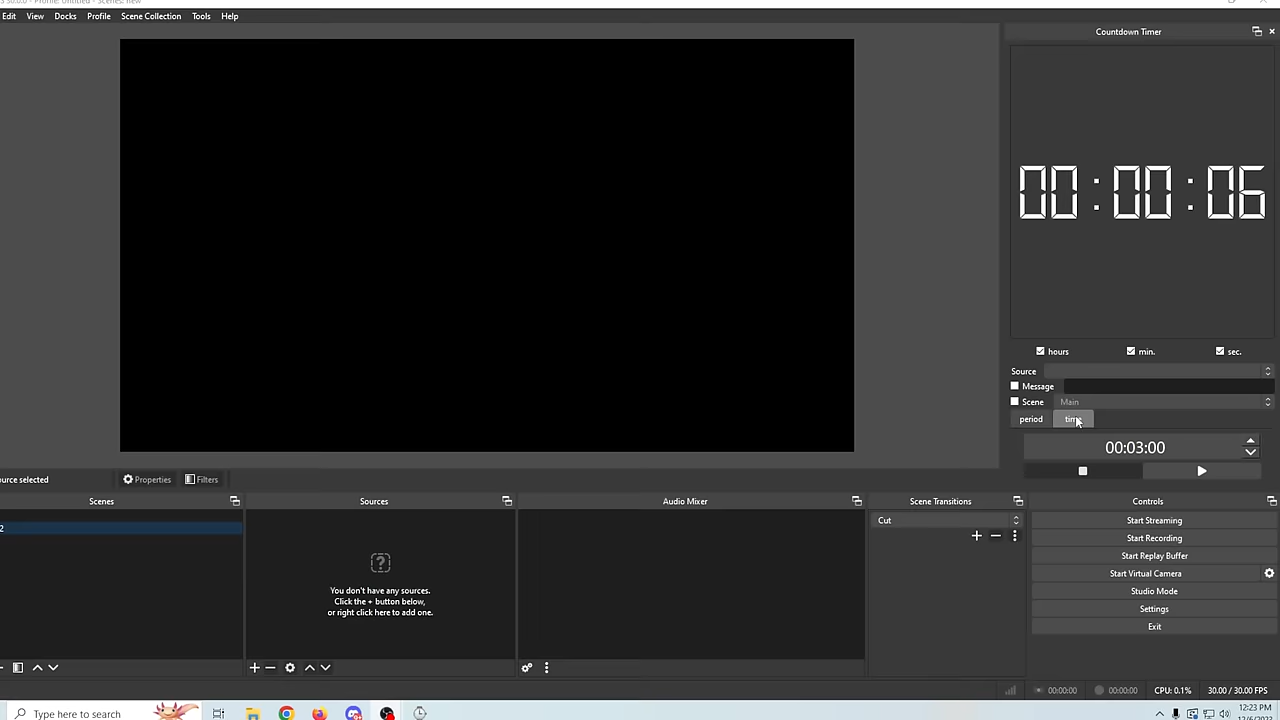 Edit View Docks Profile Scene Collection Tools Help
Countdown Timer
00:00:06
hours min. sec.
Source
Message
Scene Main
period time
00:03:00
source selected Properties Filters
Scenes Sources Audio Mixer Scene Transitions Controls
2
You don't have any sources.
Click the + button below,
or right click here to add one.
Cut
Start Streaming
Start Recording
Start Replay Buffer
Start Virtual Camera
Studio Mode
Settings
Exit
00:00:00 00:00:00 CPU: 0.1% 30.00 / 30.00 FPS
Type here to search
12:23 PM